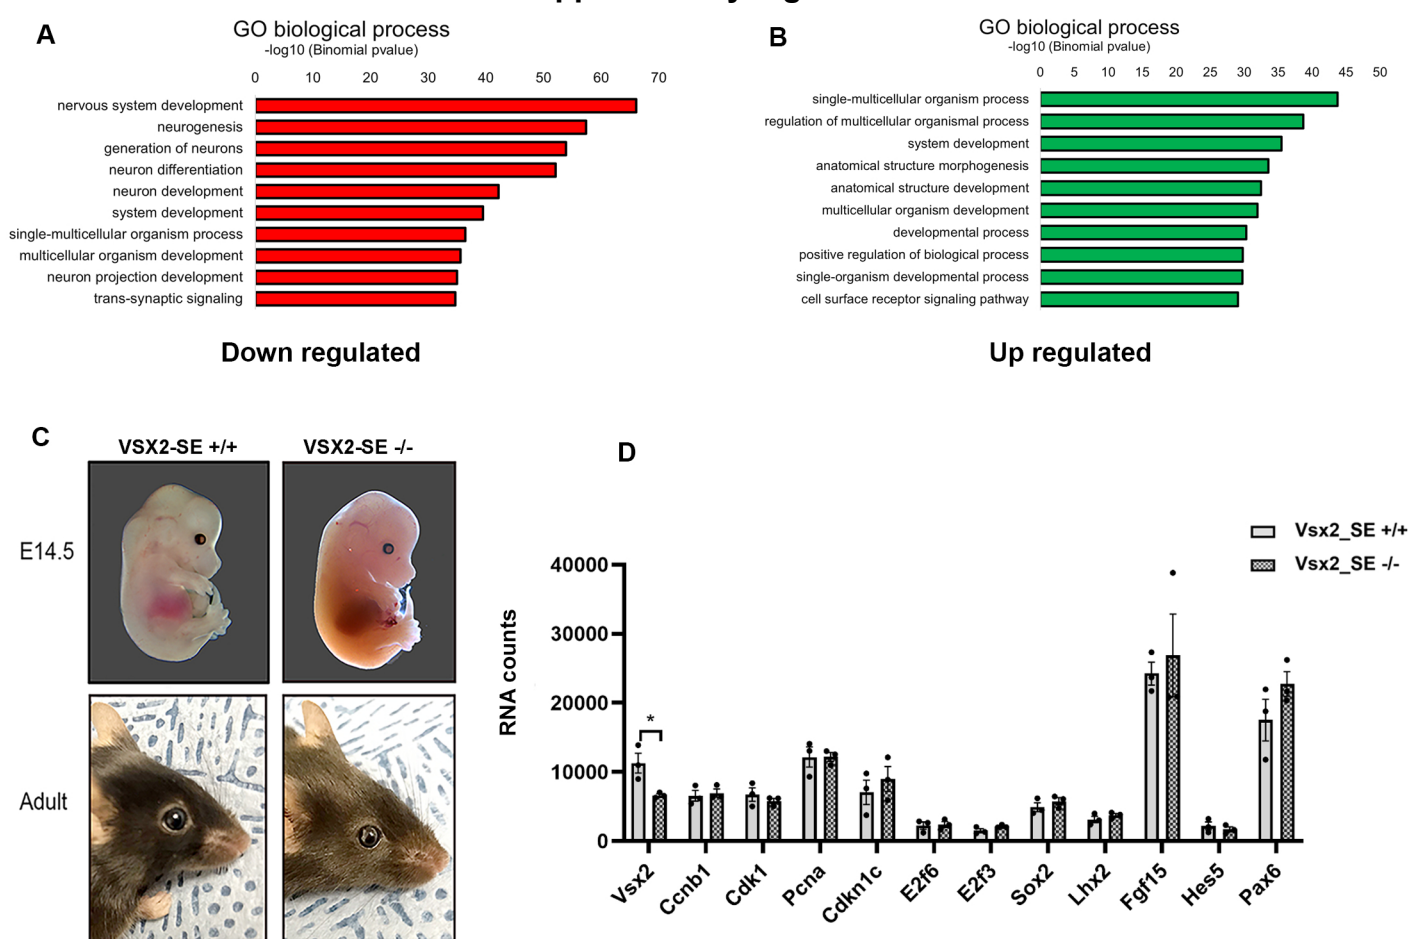 A
GO biological process
-log10 (Binomial pvalue)
0 10 20 30 40 50 60 70
nervous system development
neurogenesis
generation of neurons
neuron differentiation
neuron development
system development
single-multicellular organism process
multicellular organism development
neuron projection development
trans-synaptic signaling
Down regulated
B
GO biological process
-log10 (Binomial pvalue)
0 5 10 15 20 25 30 35 40 45 50
single-multicellular organism process
regulation of multicellular organismal process
system development
anatomical structure morphogenesis
anatomical structure development
multicellular organism development
developmental process
positive regulation of biological process
single-organism developmental process
cell surface receptor signaling pathway
Up regulated
C
VSX2-SE +/+ VSX2-SE -/-
E14.5
Adult
D
Vsx2_SE +/+
Vsx2_SE -/-
RNA counts
40000
30000
20000
10000
0
*
Vsx2 Ccnb1 Cdk1 Pcna Cdkn1c E2f6 E2f3 Sox2 Lhx2 Fgf15 Hes5 Pax6